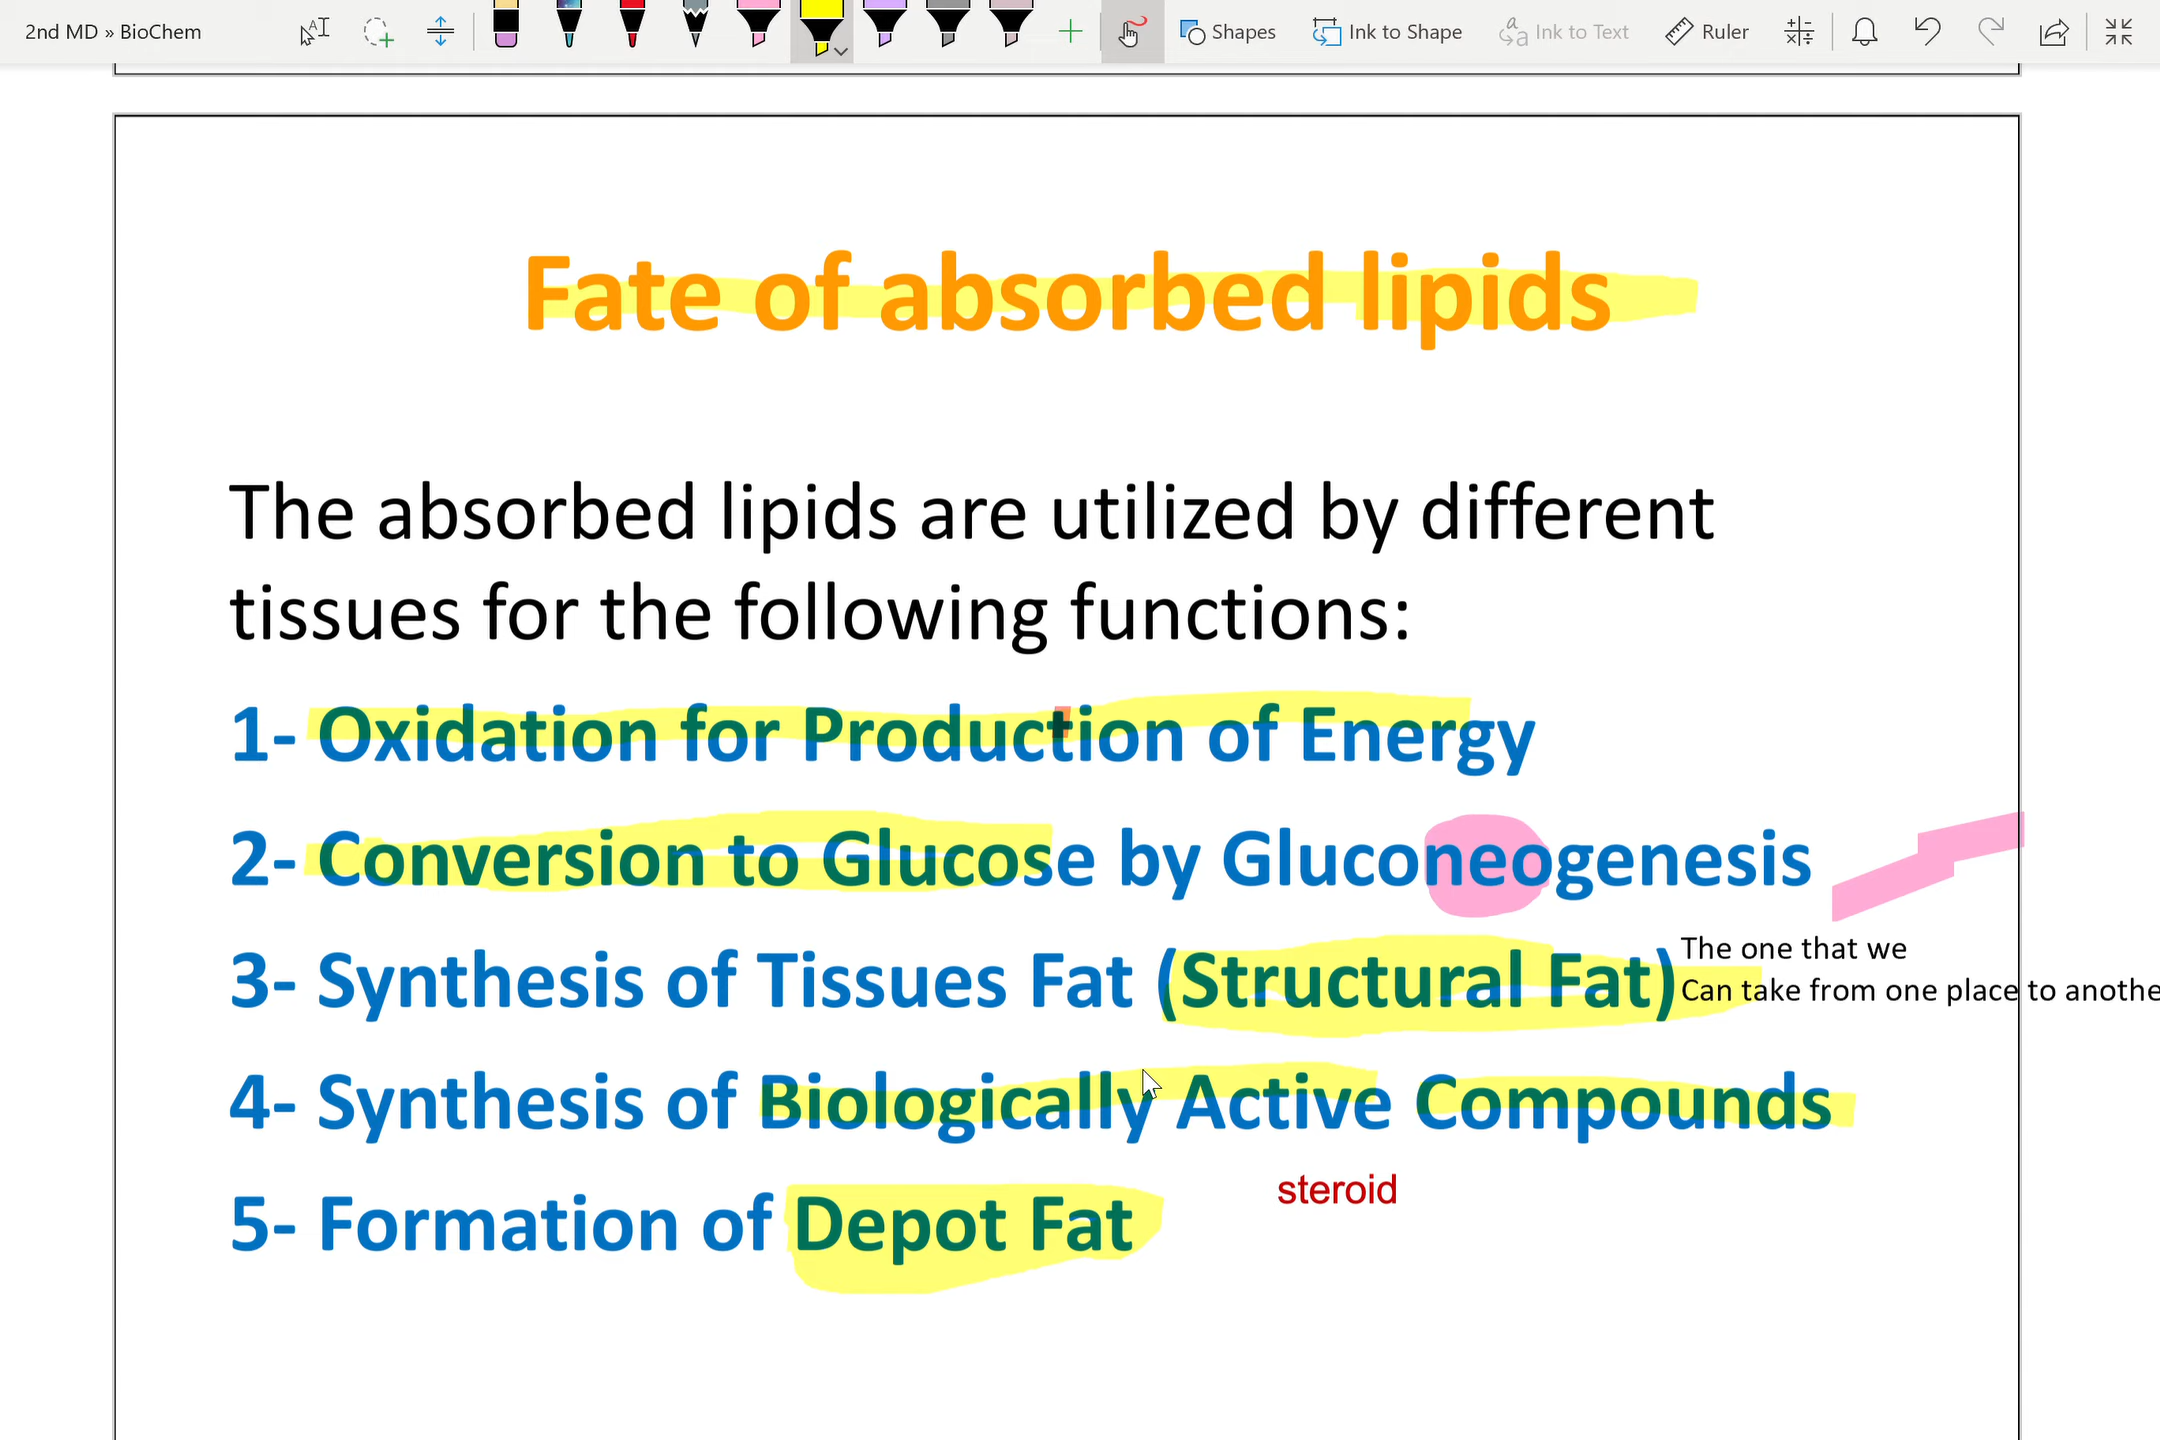 2nd MD » BioChem
Shapes
Ink to Shape
Ink to Text
Ruler
Fate of absorbed lipids
The absorbed lipids are utilized by different
tissues for the following functions:
1- Oxidation for Production of Energy
2- Conversion to Glucose by Gluconeogenesis
3- Synthesis of Tissues Fat (Structural Fat)
The one that we
Can take from one place to anothe
4- Synthesis of Biologically Active Compounds
steroid
5- Formation of Depot Fat